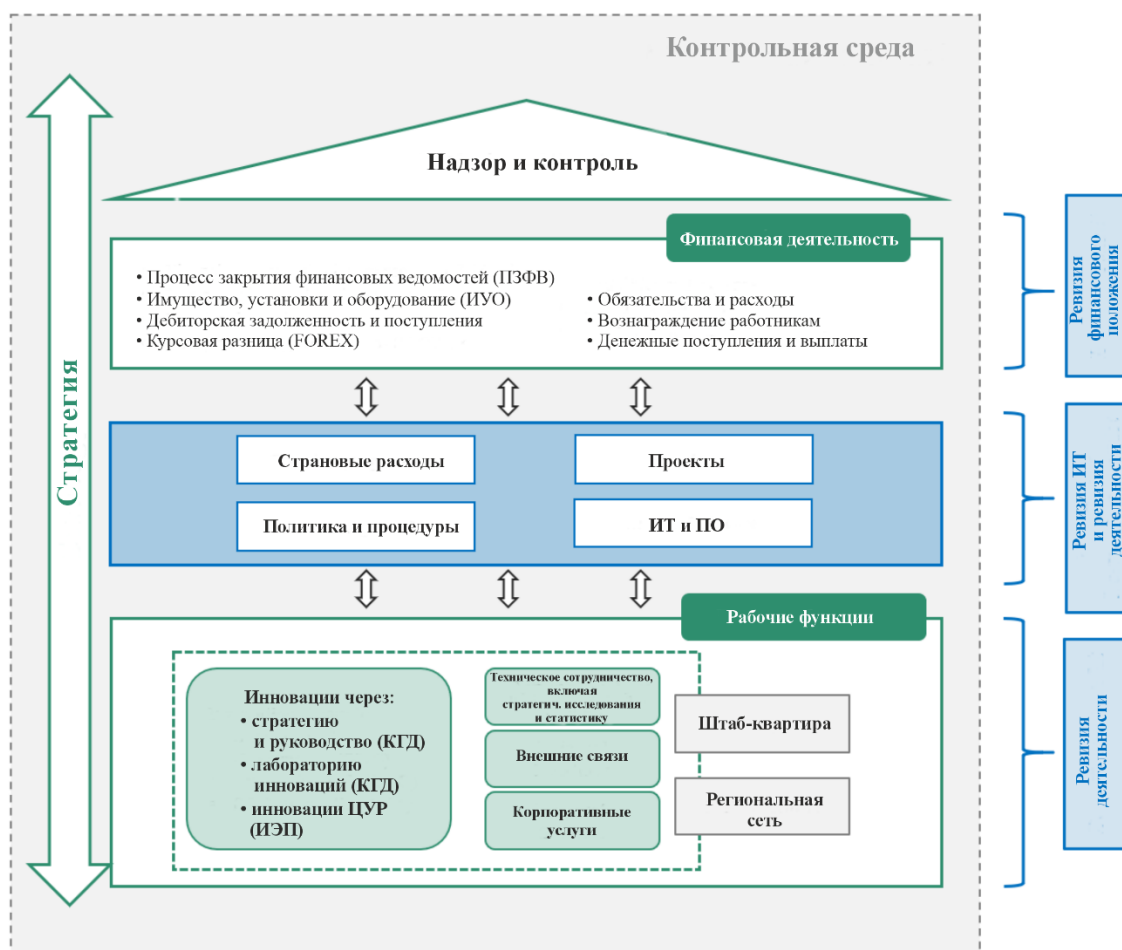 Контрольная среда
Стратегия
Надзор и контроль
Финансовая деятельность
• Процесс закрытия финансовых ведомостей (ПЗФВ)
• Имущество, установки и оборудование (ИУО)
• Дебиторская задолженность и поступления
• Курсовая разница (FOREX)
• Обязательства и расходы
• Вознаграждение работникам
• Денежные поступления и выплаты
Ревизия
финансового
положения
Страновые расходы
Проекты
Политика и процедуры
ИТ и ПО
Ревизия ИТ
и ревизия
деятельности
Рабочие функции
Инновации через:
• стратегию
и руководство (КГД)
• лабораторию
инноваций (КГД)
• инновации ЦУР
(ИЭП)
Техническое сотрудничество,
включая
стратегич. исследования
и статистику
Внешние связи
Корпоративные
услуги
Штаб-квартира
Региональная
сеть
Ревизия
деятельности